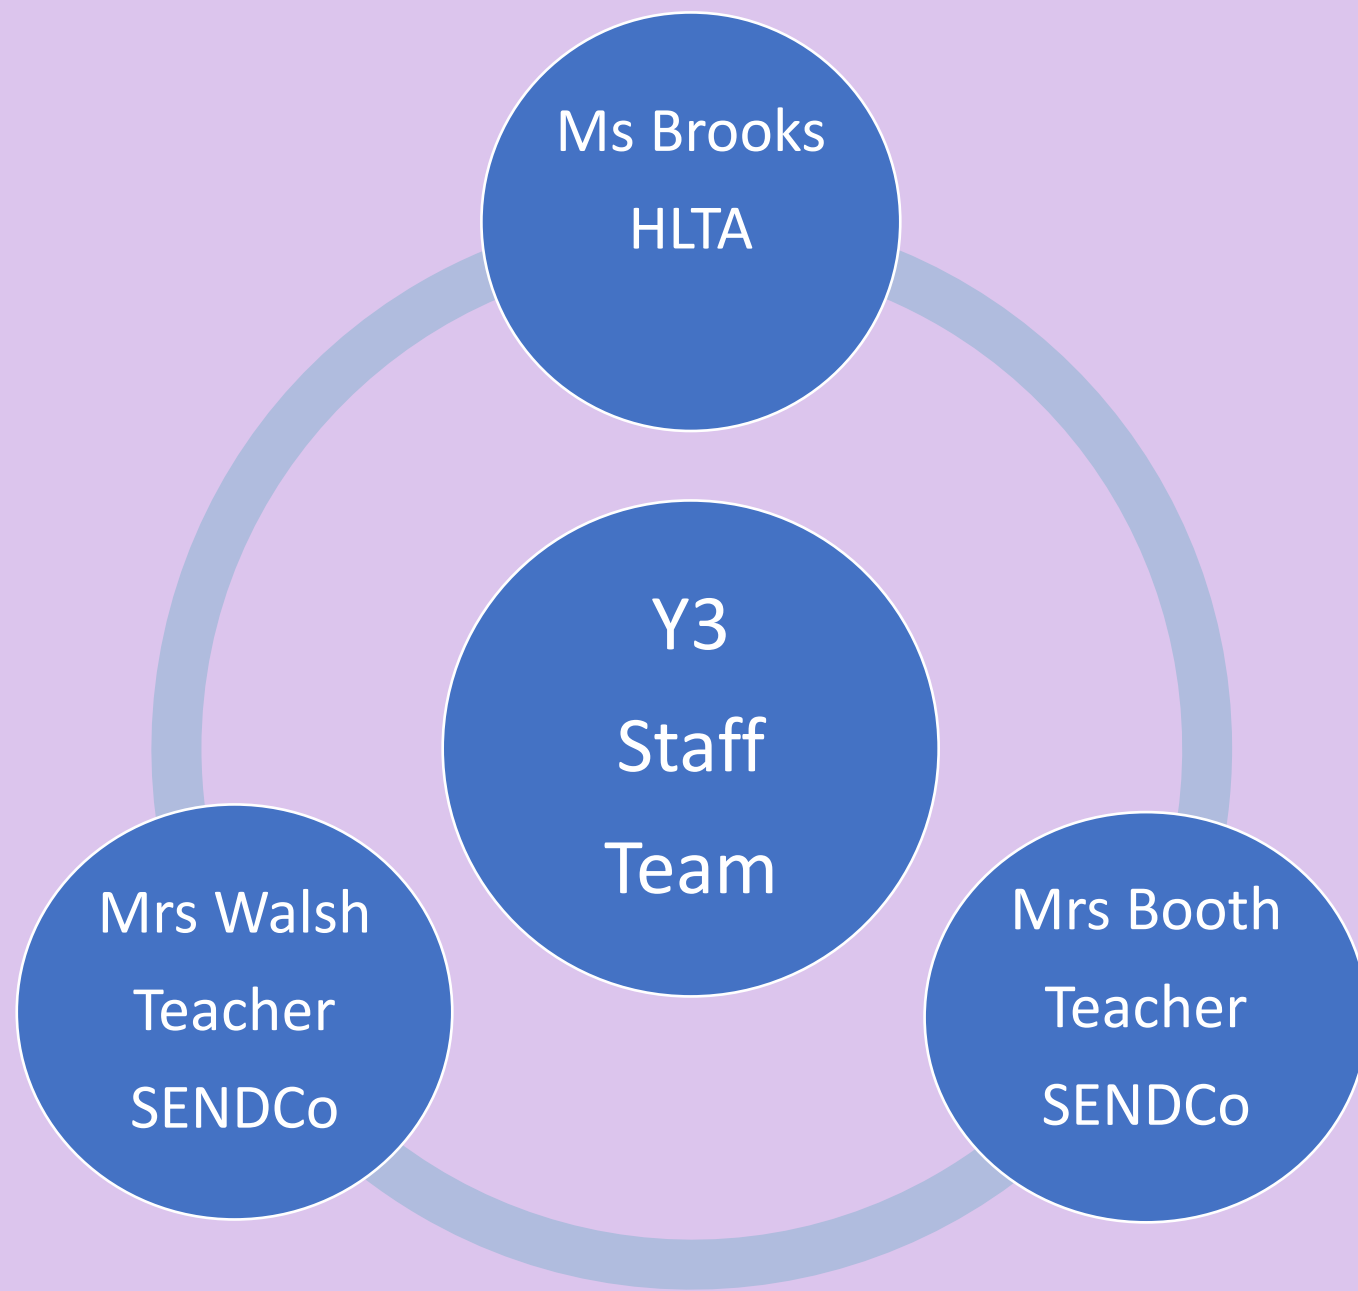 Ms Brooks
HLTA
Y3
Staff
Team
Mrs Walsh
Teacher
SENDCo
Mrs Booth
Teacher
SENDCo